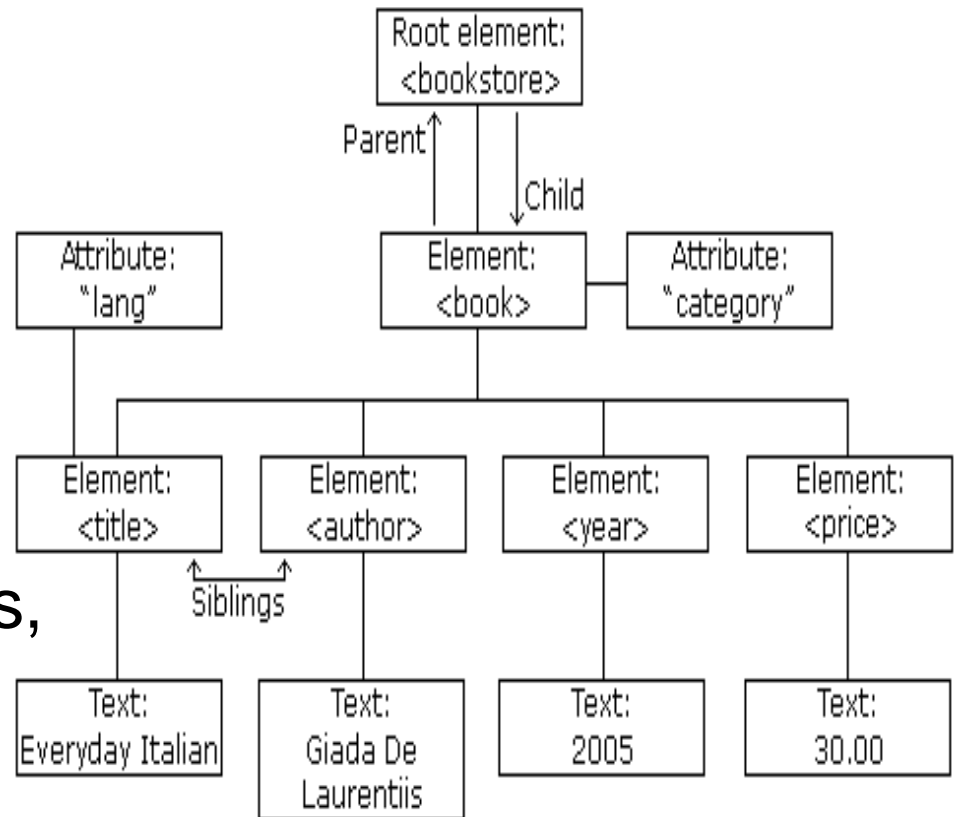 Root element:
<bookstore>
Parent
Child
Attribute:
"lang"
Element:
<book>
Attribute:
"category"
Element:
<title>
Element:
<author>
Element:
<year>
Element:
<price>
Siblings
s,
Text:
Everyday Italian
Text:
Giada De
Laurentiis
Text:
2005
Text:
30.00